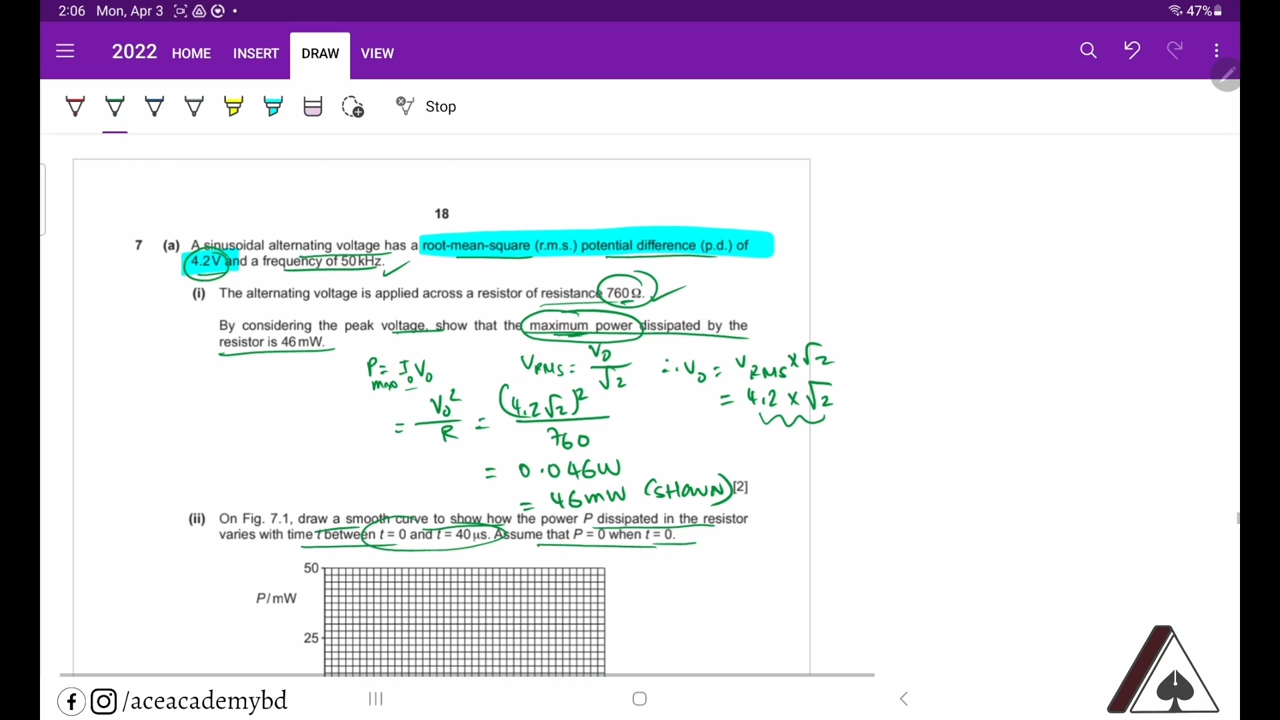 2:06 Mon, Apr 3
47%
2022 HOME INSERT DRAW VIEW
Stop
18
7 (a) A sinusoidal alternating voltage has a root-mean-square (r.m.s.) potential difference (p.d.) of
4.2V and a frequency of 50kHz.
(i) The alternating voltage is applied across a resistor of resistance 760Ω.
By considering the peak voltage, show that the maximum power dissipated by the
resistor is 46mW.
P max = I₀V₀
V RMS = V₀/√2 ∴ V₀ = V RMS × √2
= 4.2 × √2
= V₀²/R = (4.2√2)²/760
= 0.046W
= 46mW (SHOWN) [2]
(ii) On Fig. 7.1, draw a smooth curve to show how the power P dissipated in the resistor
varies with time t between t = 0 and t = 40μs. Assume that P = 0 when t = 0.
50
P/mW
25
/aceacademybd